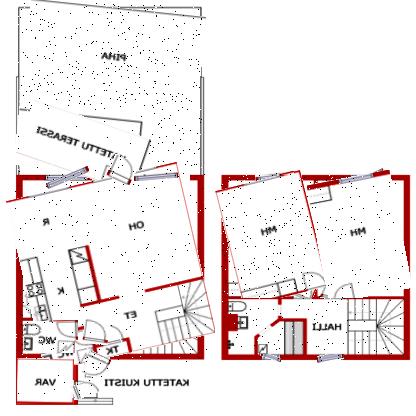 PIHA
KATETTU TERASSI
R
OH
MH
MH
K
ET
HALLI
WC
TK
VAR
KATETTU KUISTI